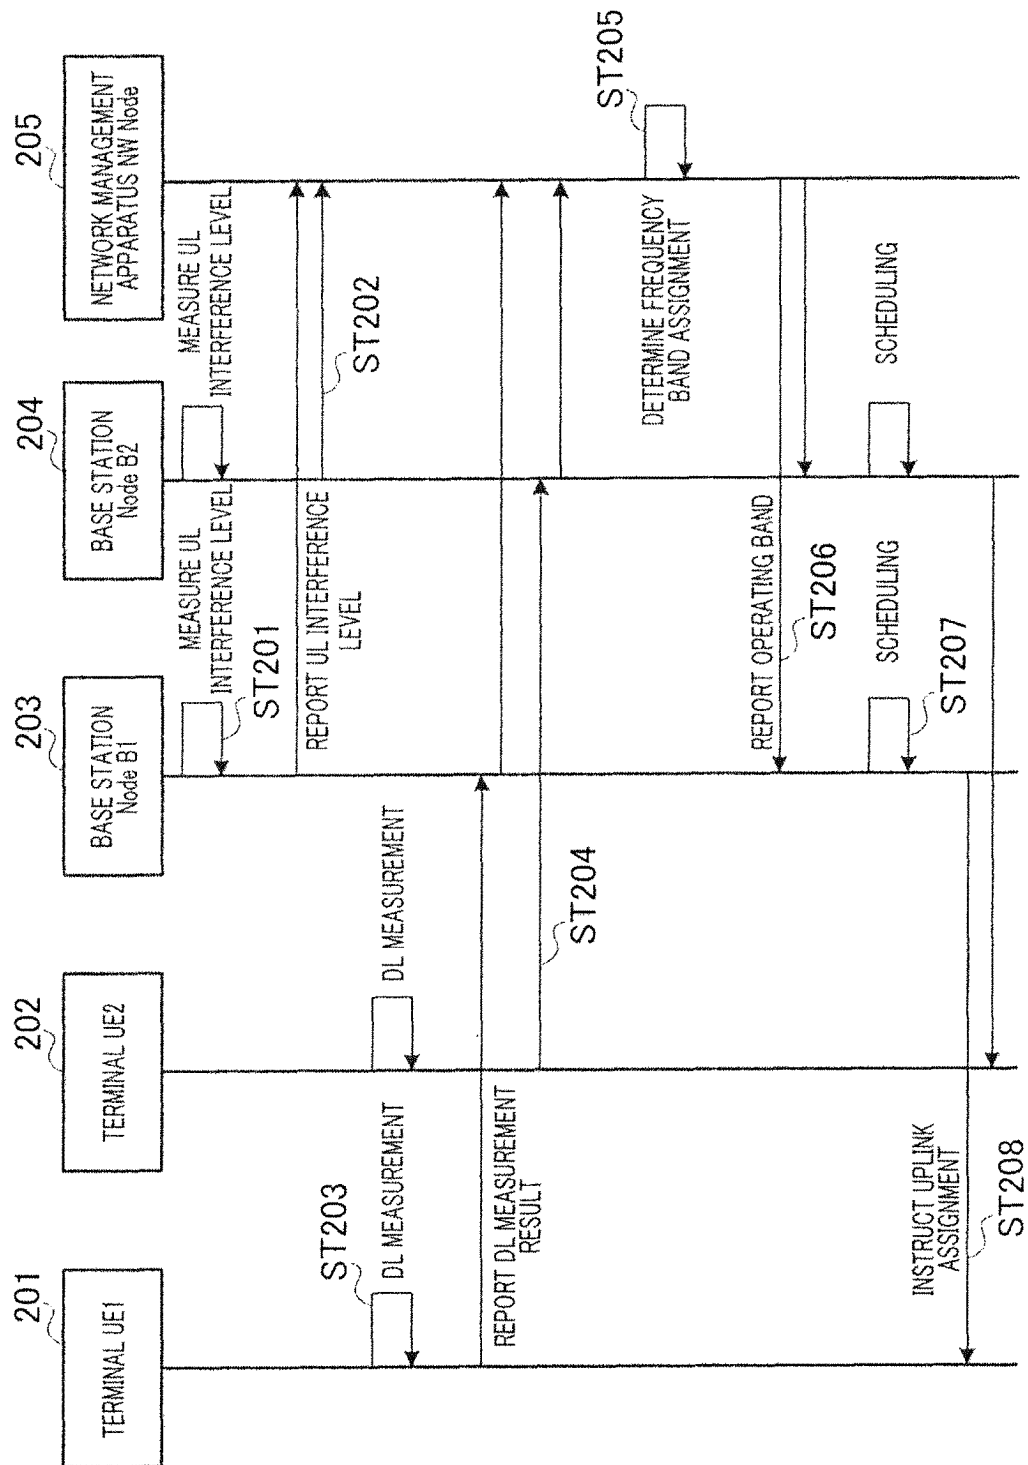 201
TERMINAL UE1
202
TERMINAL UE2
203
BASE STATION
Node B1
204
BASE STATION
Node B2
205
NETWORK MANAGEMENT
APPARATUS NW Node
MEASURE UL
INTERFERENCE LEVEL
ST201
MEASURE UL
INTERFERENCE LEVEL
REPORT UL INTERFERENCE
LEVEL
ST202
ST203
DL MEASUREMENT
DL MEASUREMENT
REPORT DL MEASUREMENT
RESULT
ST204
DETERMINE FREQUENCY
BAND ASSIGNMENT
ST205
REPORT OPERATING BAND
ST206
SCHEDULING
ST207
SCHEDULING
INSTRUCT UPLINK
ASSIGNMENT
ST208